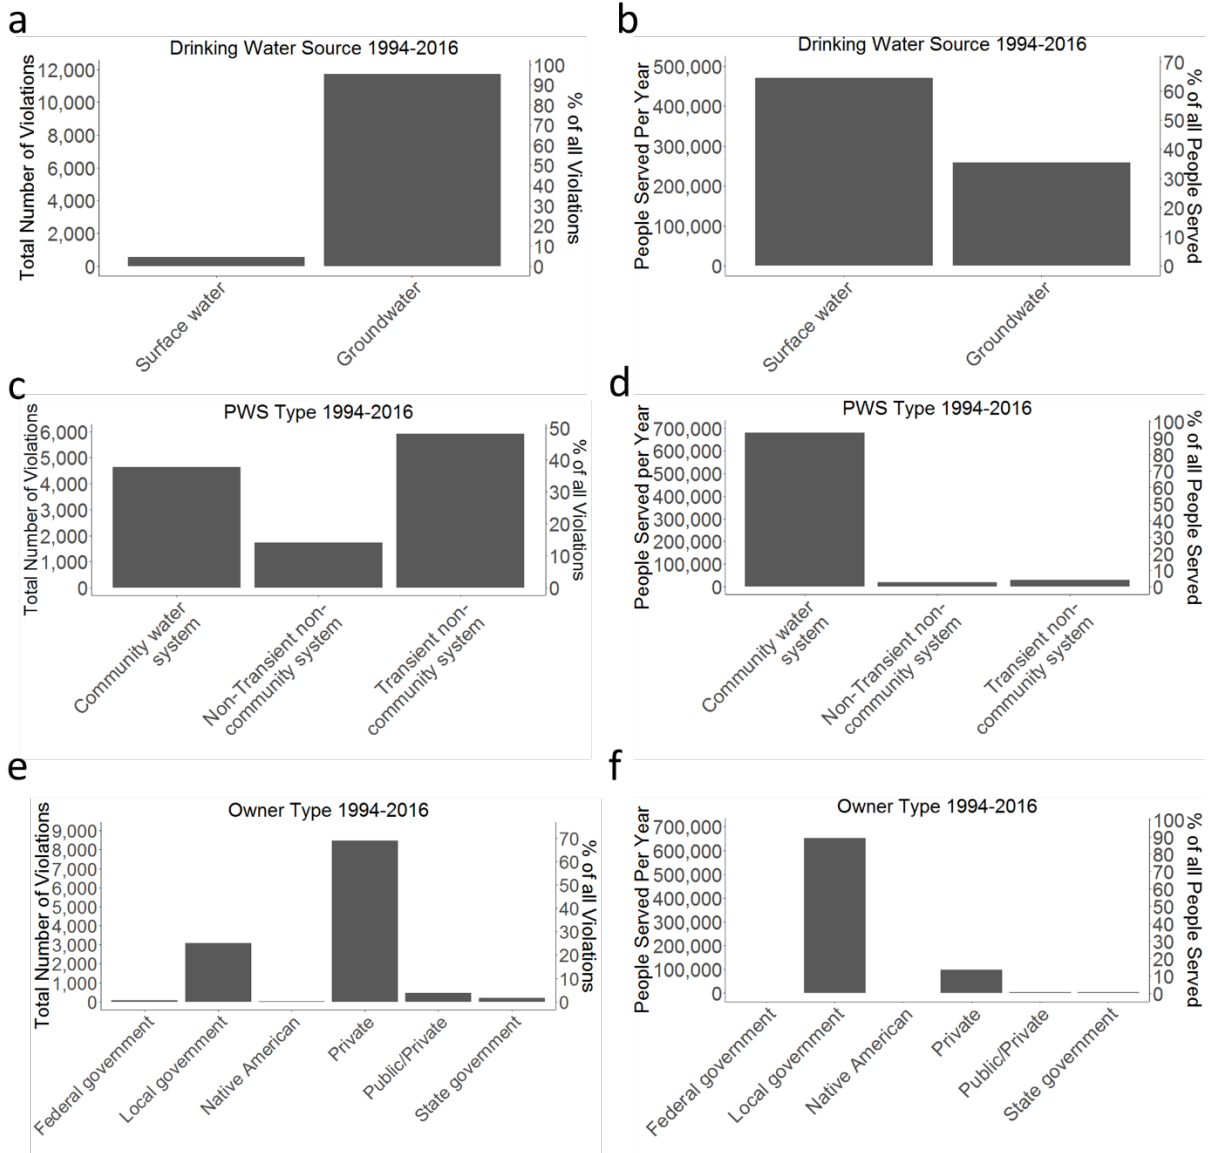 a
Drinking Water Source 1994-2016
Total Number of Violations
12,000
10,000
8,000
6,000
4,000
2,000
0
100
90
80
70
60
50
40
30
20
10
0
% of all Violations
Surface water
Groundwater
b
Drinking Water Source 1994-2016
People Served Per Year
500,000
400,000
300,000
200,000
100,000
0
70
60
50
40
30
20
10
0
% of all People Served
Surface water
Groundwater
c
PWS Type 1994-2016
Total Number of Violations
6,000
5,000
4,000
3,000
2,000
1,000
0
50
40
30
20
10
0
% of all Violations
Community water
system
Non-Transient non-
community system
Transient non-
community system
d
PWS Type 1994-2016
People Served per Year
700,000
600,000
500,000
400,000
300,000
200,000
100,000
0
100
90
80
70
60
50
40
30
20
10
0
% of all People Served
Community water
system
Non-Transient non-
community system
Transient non-
community system
e
Owner Type 1994-2016
Total Number of Violations
9,000
8,000
7,000
6,000
5,000
4,000
3,000
2,000
1,000
0
70
60
50
40
30
20
10
0
% of all Violations
Federal government
Local government
Native American
Private
Public/Private
State government
f
Owner Type 1994-2016
People Served Per Year
700,000
600,000
500,000
400,000
300,000
200,000
100,000
0
100
90
80
70
60
50
40
30
20
10
0
% of all People Served
Federal government
Local government
Native American
Private
Public/Private
State government